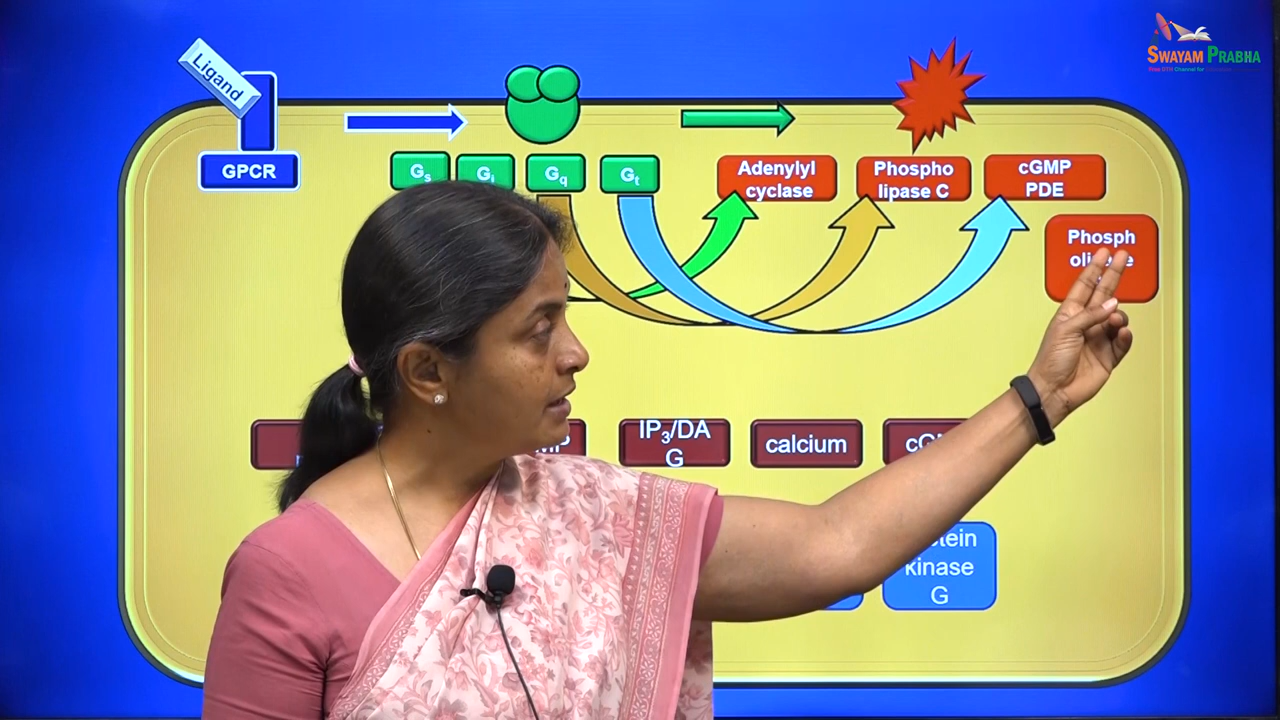 SWAYAM PRABHA
Ligand
GPCR
Gs
Gi
Gq
Gt
Adenylyl
cyclase
Phospho
lipase C
cGMP
PDE
Phosph
IP3/DA
G
calcium
kinase
G